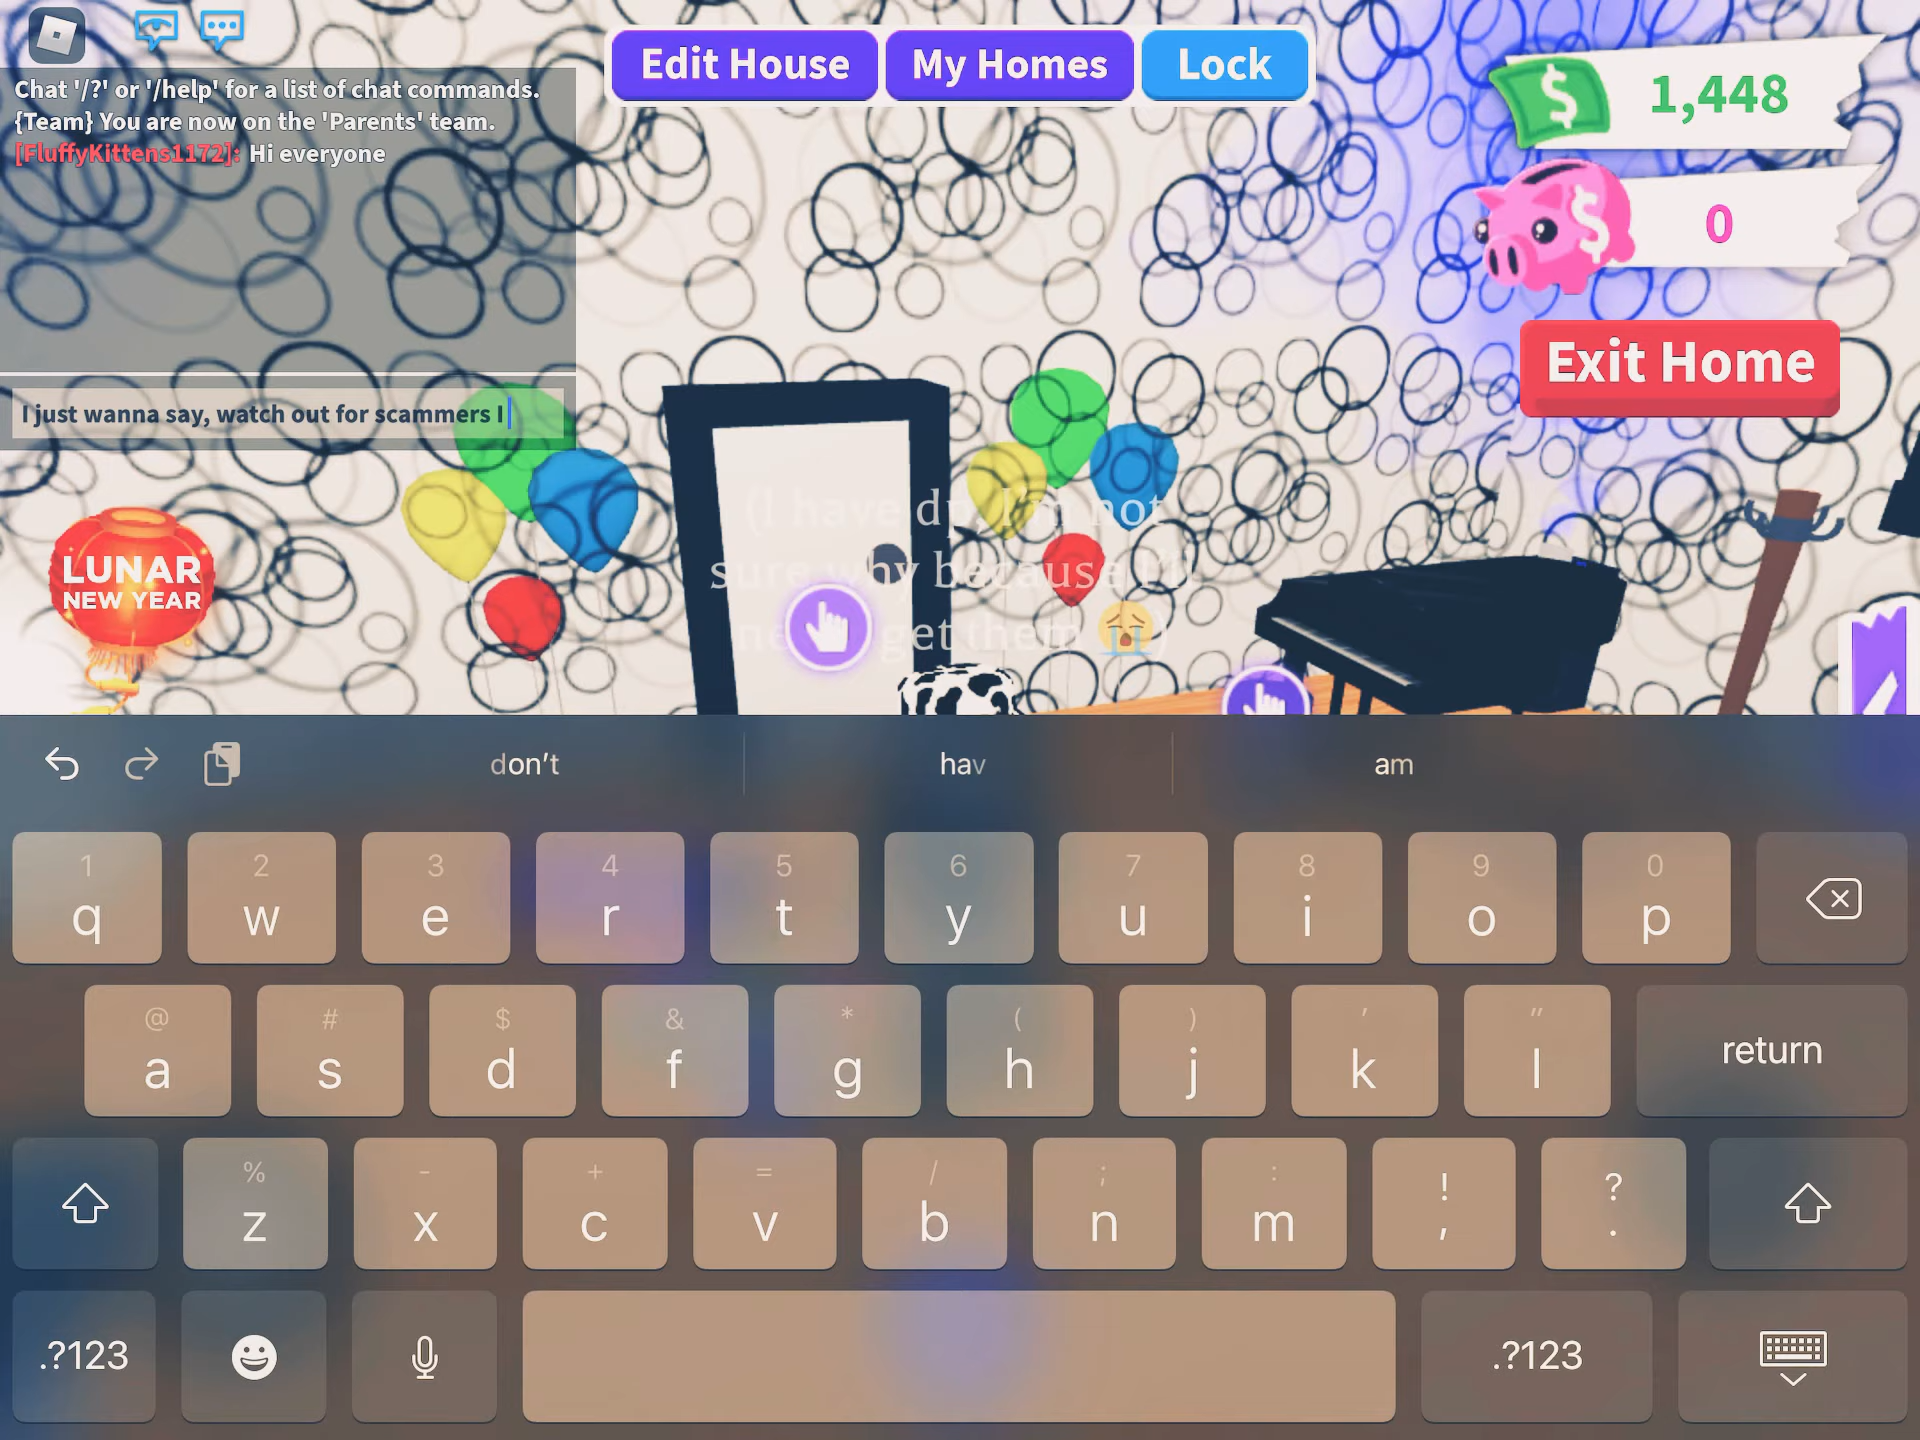 Edit House
My Homes
Lock
Chat '/?' or '/help' for a list of chat commands.
{Team} You are now on the 'Parents' team.
[FluffyKittens1172]: Hi everyone
1,448
0
Exit Home
I just wanna say, watch out for scammers I
(I have dp, I'm not
sure why because I'll
get them 😭)
LUNAR
NEW YEAR
don't
hav
am
1 2 3 4 5 6 7 8 9 0
q w e r t y u i o p
@ # $ & * ( ) ' "
a s d f g h j k l return
% - + = / ; : ! ?
z x c v b n m , .
.?123
.?123